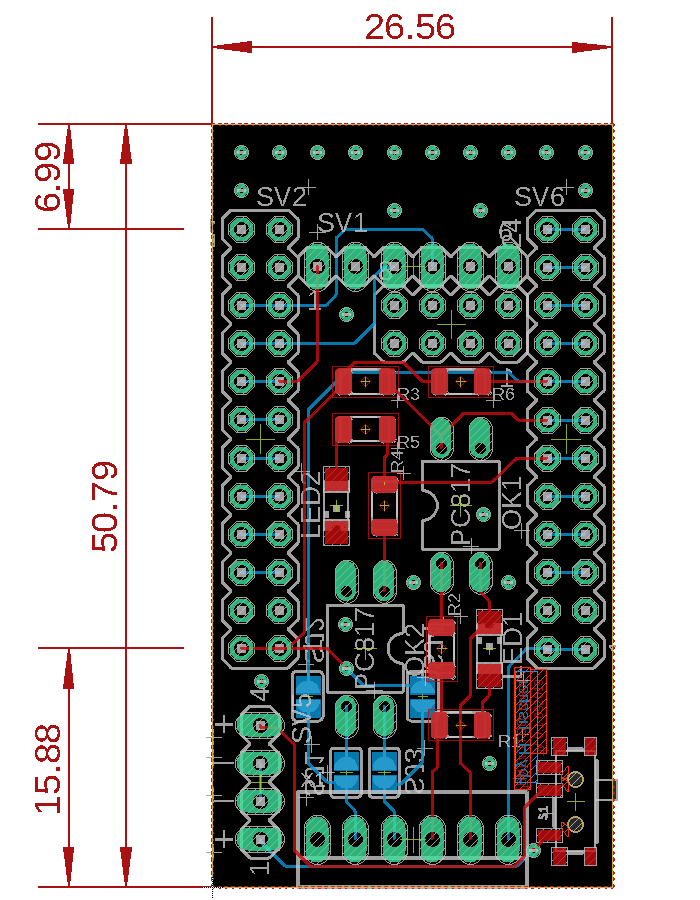 26.56
6.99
SV2
SV6
SV1
1
R3
R6
R5
R4
50.79
LED2
PC817
OK1
R2
PC817
OK2
LED1
4
SV5
15.88
R1
S1
1